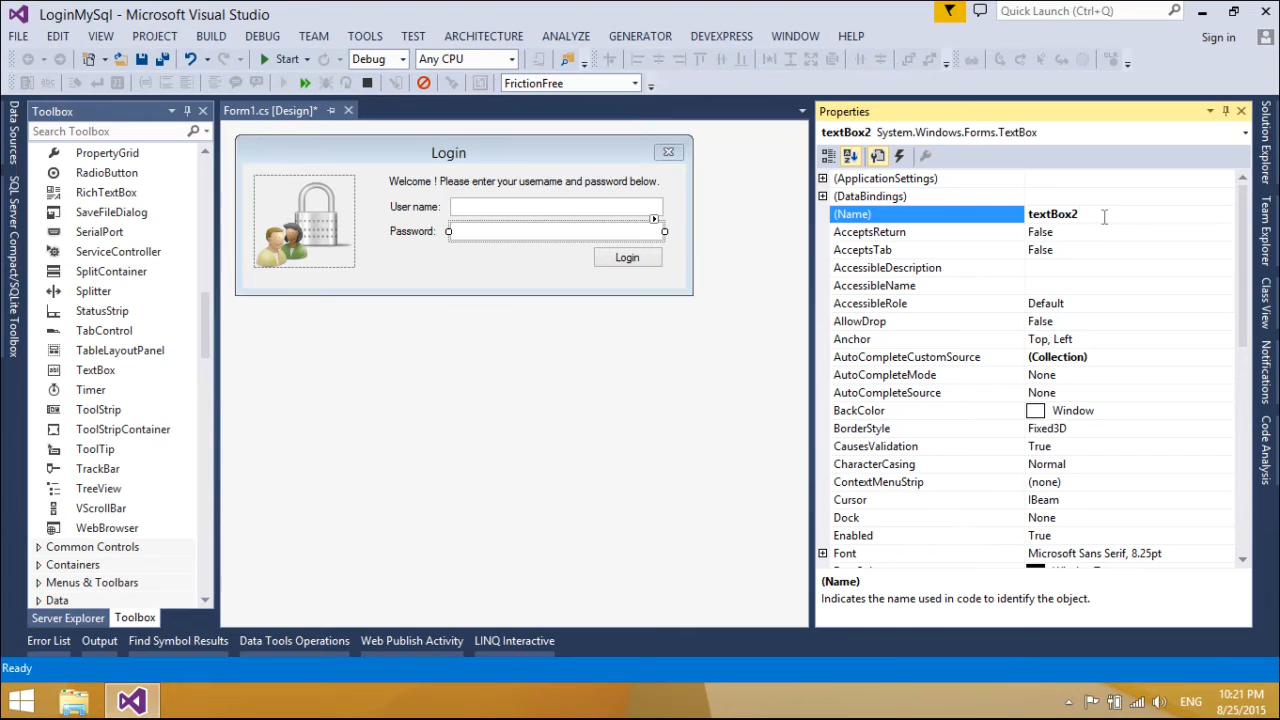 LoginMySql - Microsoft Visual Studio
Quick Launch (Ctrl+Q)
FILE EDIT VIEW PROJECT BUILD DEBUG TEAM TOOLS TEST ARCHITECTURE ANALYZE GENERATOR DEVEXPRESS WINDOW HELP
Sign in
Start Debug Any CPU
FrictionFree
Data Sources
SQL Server Compact/SQLite Toolbox
Toolbox
Search Toolbox
PropertyGrid
RadioButton
RichTextBox
SaveFileDialog
SerialPort
ServiceController
SplitContainer
Splitter
StatusStrip
TabControl
TableLayoutPanel
TextBox
Timer
ToolStrip
ToolStripContainer
ToolTip
TrackBar
TreeView
VScrollBar
WebBrowser
Common Controls
Containers
Menus & Toolbars
Data
Server Explorer Toolbox
Form1.cs [Design]*
Login
Welcome ! Please enter your username and password below.
User name:
Password:
Login
Properties
textBox2 System.Windows.Forms.TextBox
(ApplicationSettings)
(DataBindings)
(Name) textBox2
AcceptsReturn False
AcceptsTab False
AccessibleDescription
AccessibleName
AccessibleRole Default
AllowDrop False
Anchor Top, Left
AutoCompleteCustomSource (Collection)
AutoCompleteMode None
AutoCompleteSource None
BackColor Window
BorderStyle Fixed3D
CausesValidation True
CharacterCasing Normal
ContextMenuStrip (none)
Cursor IBeam
Dock None
Enabled True
Font Microsoft Sans Serif, 8.25pt
(Name)
Indicates the name used in code to identify the object.
Solution Explorer
Team Explorer
Class View
Notifications
Code Analysis
Error List Output Find Symbol Results Data Tools Operations Web Publish Activity LINQ Interactive
Ready
ENG
10:21 PM
8/25/2015